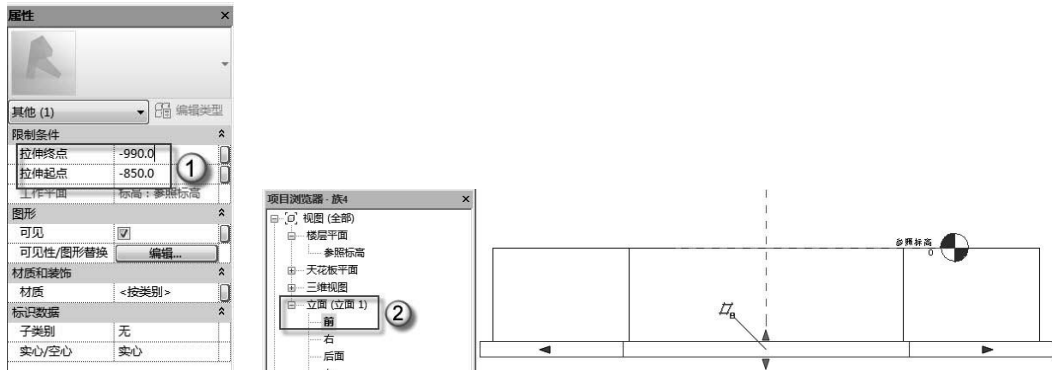 属性
其他 (1)
编辑类型
限制条件
拉伸终点 -990.0
拉伸起点 -850.0
工作平面 标高:参照标高
图形
可见
可见性/图形替换 编辑...
材质和装饰
材质 <按类别>
标识数据
子类别 无
实心/空心 实心
①
项目浏览器 - 族4
视图 (全部)
楼层平面
参照标高
天花板平面
三维视图
立面 (立面 1)
前
右
后面
②
参照标高
0